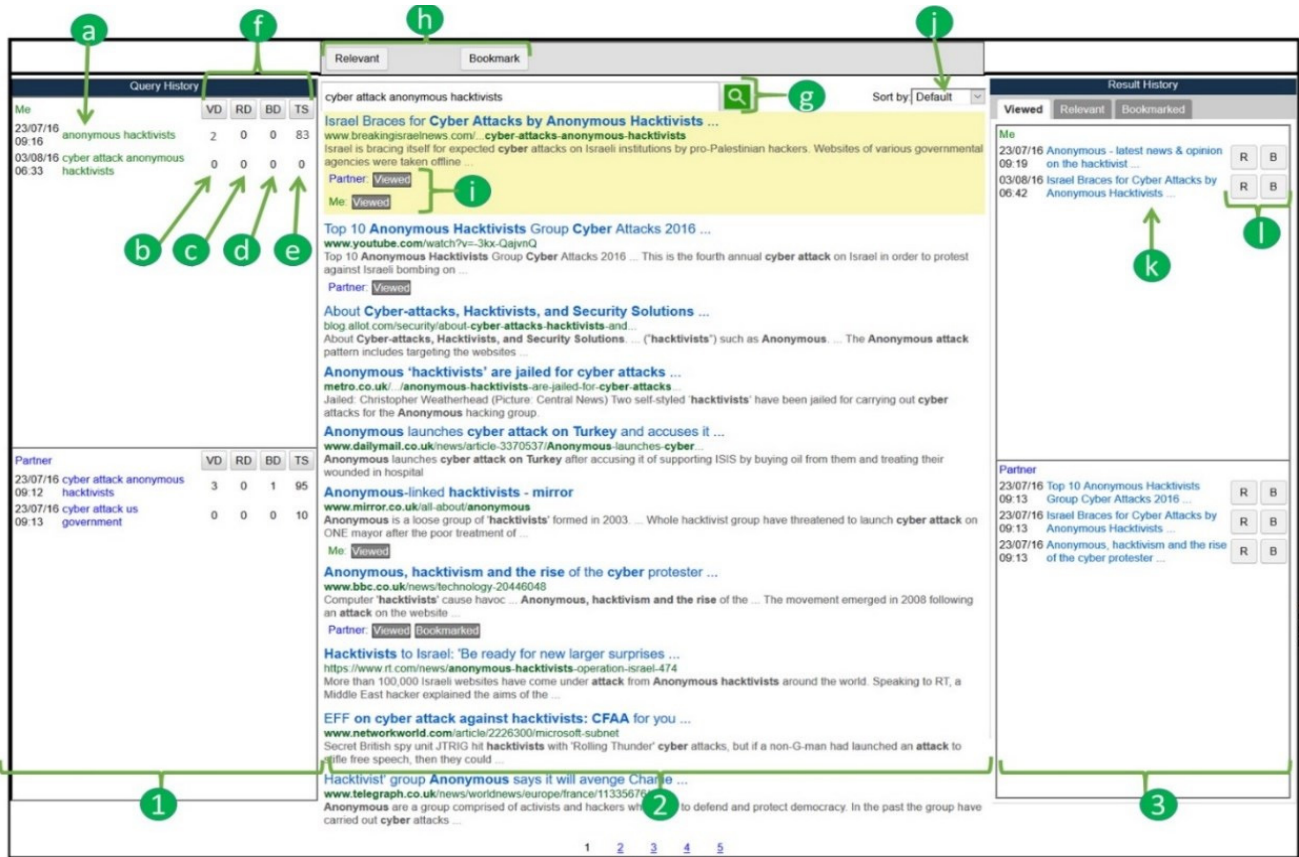 a
f
h
j
Relevant
Bookmark
Query History
Me
VD RD BD TS
23/07/16 anonymous hacktivists 2 0 0 83
09:16
03/08/16 cyber attack anonymous 0 0 0 0
06:33 hacktivists
b c d e
Partner VD RD BD TS
23/07/16 cyber attack anonymous 3 0 1 95
09:12 hacktivists
23/07/16 cyber attack us 0 0 0 10
09:13 government
1
cyber attack anonymous hacktivists
g
Sort by: Default
Israel Braces for Cyber Attacks by Anonymous Hacktivists ...
www.breakingisraelnews.com/...cyber-attacks-anonymous-hacktivists
Israel is bracing itself for expected cyber attacks on Israeli institutions by pro-Palestinian hackers. Websites of various governmental
agencies were taken offline ...
Partner: Viewed
Me: Viewed
i
Top 10 Anonymous Hacktivists Group Cyber Attacks 2016 ...
www.youtube.com/watch?v=-3kx-QajvnQ
Top 10 Anonymous Hacktivists Group Cyber Attacks 2016 ... This is the fourth annual cyber attack on Israel in order to protest
against Israeli bombing on ...
Partner: Viewed
About Cyber-attacks, Hacktivists, and Security Solutions ...
blog.allot.com/security/about-cyber-attacks-hacktivists-and...
About Cyber-attacks, Hacktivists, and Security Solutions. ... ("hacktivists") such as Anonymous. ... The Anonymous attack
pattern includes targeting the websites ...
Anonymous ‘hacktivists’ are jailed for cyber attacks ...
metro.co.uk/.../anonymous-hacktivists-are-jailed-for-cyber-attacks...
Jailed: Christopher Weatherhead (Picture: Central News) Two self-styled 'hacktivists' have been jailed for carrying out cyber
attacks for the Anonymous hacking group.
Anonymous launches cyber attack on Turkey and accuses it ...
www.dailymail.co.uk/news/article-3370537/Anonymous-launches-cyber...
Anonymous launches cyber attack on Turkey after accusing it of supporting ISIS by buying oil from them and treating their
wounded in hospital
Anonymous-linked hacktivists - mirror
www.mirror.co.uk/all-about/anonymous
Anonymous is a loose group of 'hacktivists' formed in 2003. ... Whole hacktivist group have threatened to launch cyber attack on
ONE mayor after the poor treatment of ...
Me: Viewed
Anonymous, hacktivism and the rise of the cyber protester ...
www.bbc.co.uk/news/technology-20446048
Computer 'hacktivists' cause havoc ... Anonymous, hacktivism and the rise of the ... The movement emerged in 2008 following
an attack on the website ...
Partner: Viewed Bookmarked
Hacktivists to Israel: 'Be ready for new larger surprises ...
https://www.rt.com/news/anonymous-hacktivists-operation-israel-474
More than 100,000 Israeli websites have come under attack from Anonymous hacktivists around the world. Speaking to RT, a
Middle East hacker explained the aims of the ...
EFF on cyber attack against hacktivists: CFAA for you ...
www.networkworld.com/article/2226300/microsoft-subnet
Secret British spy unit JTRIG hit hacktivists with 'Rolling Thunder' cyber attacks, but if a non-G-man had launched an attack to
stifle free speech, then they could ...
Hacktivist' group Anonymous says it will avenge Charlie ...
www.telegraph.co.uk/news/worldnews/europe/france/11335676/
Anonymous are a group comprised of activists and hackers to defend and protect democracy. In the past the group have
carried out cyber attacks ...
2
1 2 3 4 5
Result History
Viewed Relevant Bookmarked
Me
23/07/16 Anonymous - latest news & opinion R B
09:19 on the hacktivist ...
03/08/16 Israel Braces for Cyber Attacks by R B
06:42 Anonymous Hacktivists ...
k
l
Partner
23/07/16 Top 10 Anonymous Hacktivists R B
09:13 Group Cyber Attacks 2016 ...
23/07/16 Israel Braces for Cyber Attacks by R B
09:13 Anonymous Hacktivists ...
23/07/16 Anonymous, hacktivism and the rise R B
09:13 of the cyber protester ...
3